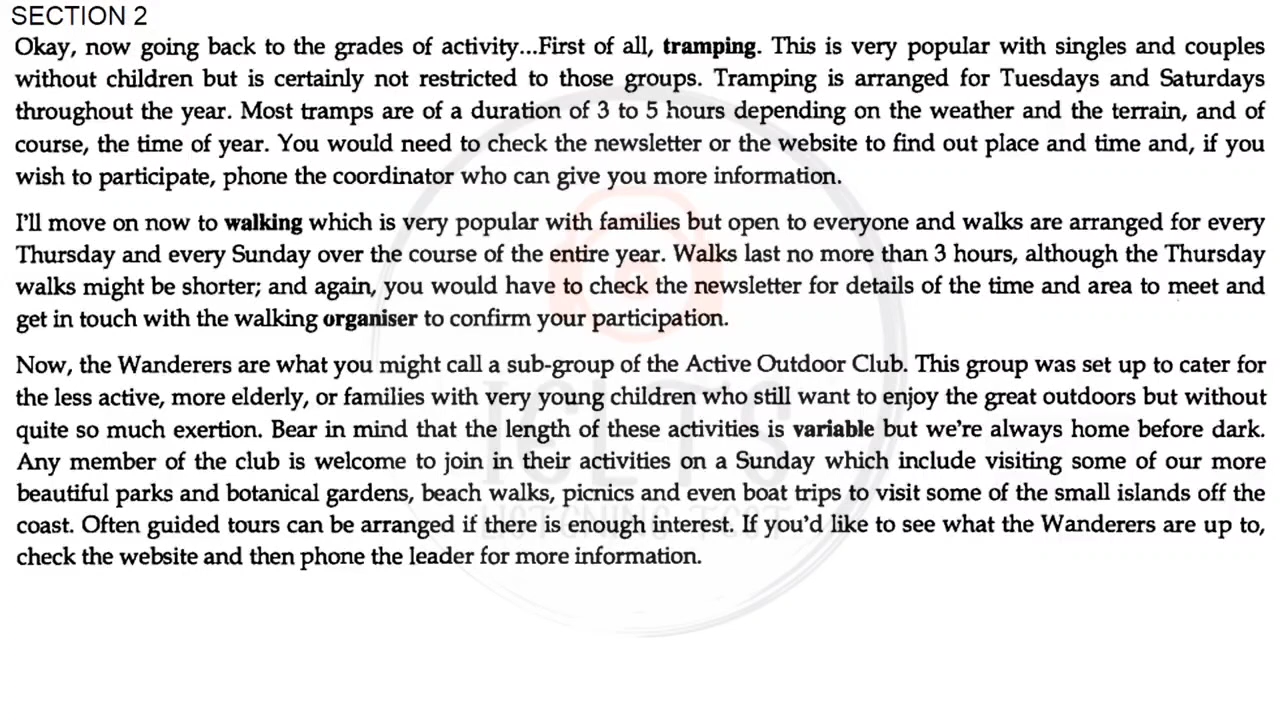 SECTION 2
Okay, now going back to the grades of activity...First of all, tramping. This is very popular with singles and couples
without children but is certainly not restricted to those groups. Tramping is arranged for Tuesdays and Saturdays
throughout the year. Most tramps are of a duration of 3 to 5 hours depending on the weather and the terrain, and of
course, the time of year. You would need to check the newsletter or the website to find out place and time and, if you
wish to participate, phone the coordinator who can give you more information.
I'll move on now to walking which is very popular with families but open to everyone and walks are arranged for every
Thursday and every Sunday over the course of the entire year. Walks last no more than 3 hours, although the Thursday
walks might be shorter; and again, you would have to check the newsletter for details of the time and area to meet and
get in touch with the walking organiser to confirm your participation.
Now, the Wanderers are what you might call a sub-group of the Active Outdoor Club. This group was set up to cater for
the less active, more elderly, or families with very young children who still want to enjoy the great outdoors but without
quite so much exertion. Bear in mind that the length of these activities is variable but we're always home before dark.
Any member of the club is welcome to join in their activities on a Sunday which include visiting some of our more
beautiful parks and botanical gardens, beach walks, picnics and even boat trips to visit some of the small islands off the
coast. Often guided tours can be arranged if there is enough interest. If you'd like to see what the Wanderers are up to,
check the website and then phone the leader for more information.
IELTS
LISTENING TEST